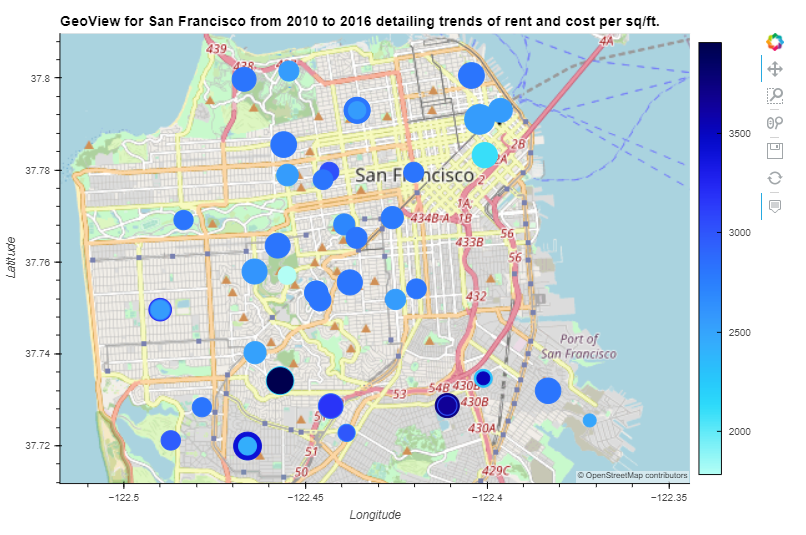 GeoView for San Francisco from 2010 to 2016 detailing trends of rent and cost per sq/ft.
439
438
4A
37.8
3500
2B
2A
37.78
San Francisco
2
1A
434B-A
1B
433B
56
3000
Latitude
37.76
56
432
2500
Port of
San Francisco
37.74
53
54B
430B
430B
430A
2000
37.72
51
50
429C
© OpenStreetMap contributors
−122.5
−122.45
−122.4
−122.35
Longitude